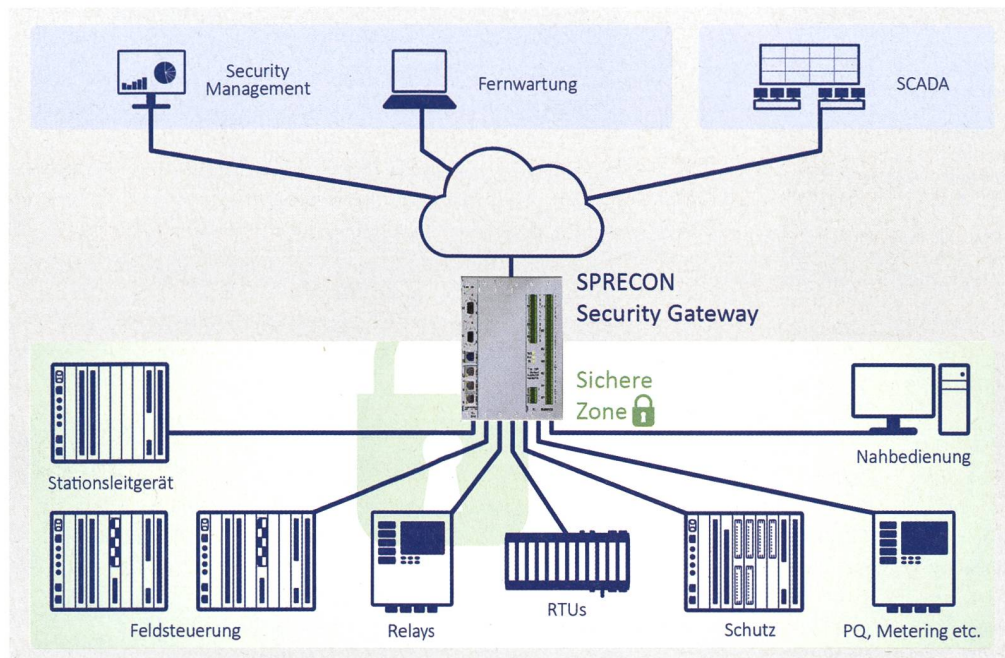 Security
Management
Fernwartung
SCADA
SPRECON
Security Gateway
Sichere
Zone
Stationsleitgerät
Nahbedienung
Feldsteuerung
Relays
RTUs
Schutz
PQ, Metering etc.